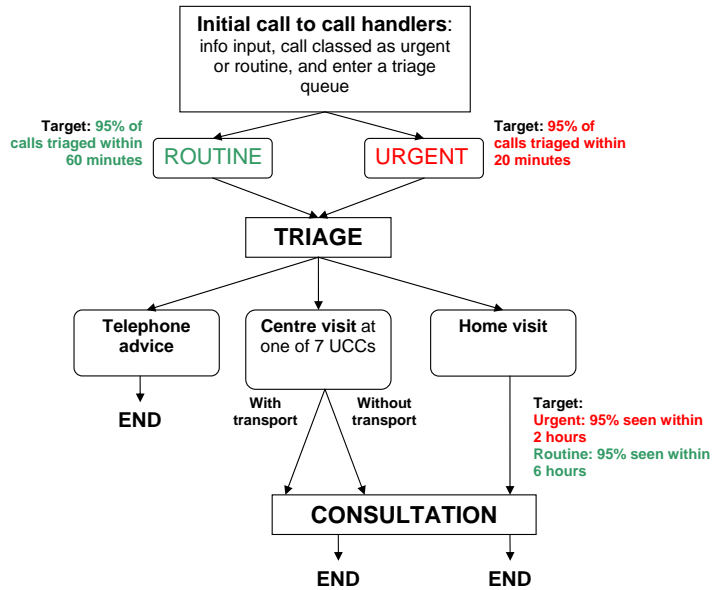 Initial call to call handlers:
info input, call classed as urgent
or routine, and enter a triage
queue
Target: 95% of
calls triaged within
60 minutes
ROUTINE
URGENT
Target: 95% of
calls triaged within
20 minutes
TRIAGE
Telephone
advice
Centre visit at
one of 7 UCCs
Home visit
END
With
transport
Without
transport
Target:
Urgent: 95% seen within
2 hours
Routine: 95% seen within
6 hours
CONSULTATION
END
END